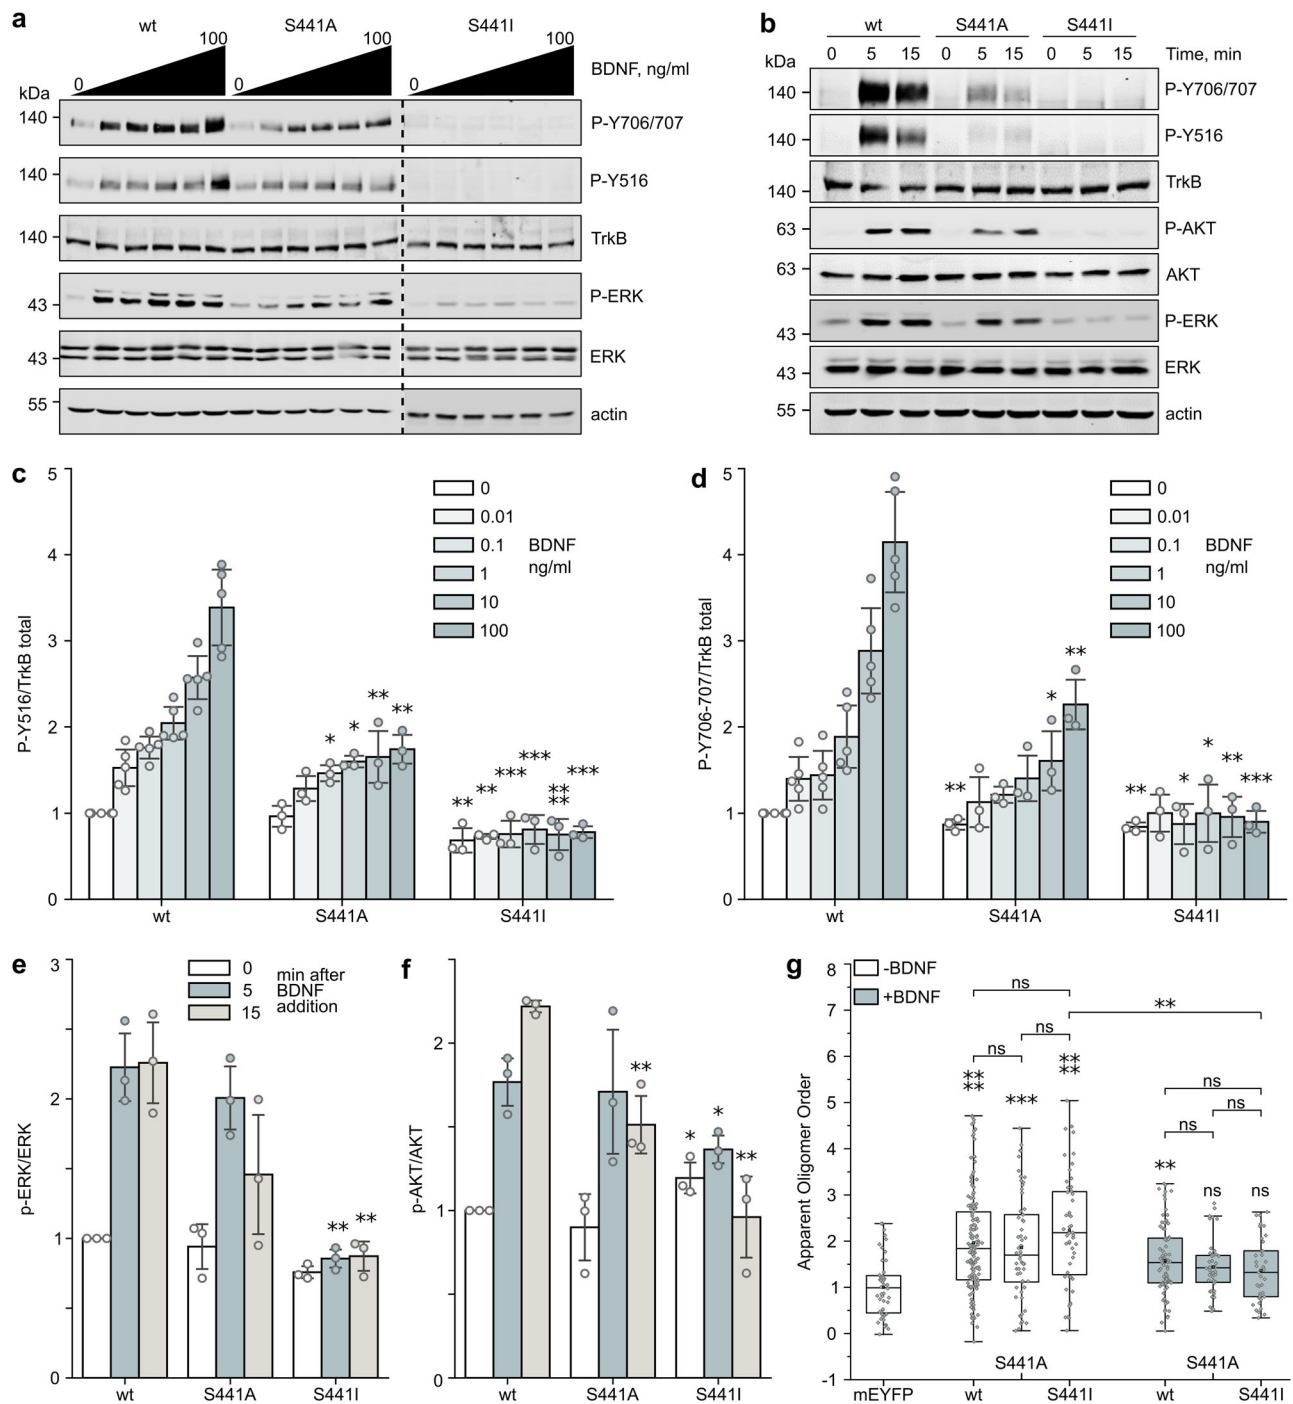 a
wt
S441A
S441I
0
100
0
100
0
BDNF, ng/ml
kDa
140
P-Y706/707
140
P-Y516
140
TrkB
43
P-ERK
43
ERK
55
actin
b
wt
S441A
S441I
kDa
0 5 15 0 5 15 0 5 15
Time, min
140
P-Y706/707
140
P-Y516
140
TrkB
63
P-AKT
63
AKT
43
P-ERK
43
ERK
55
actin
c
P-Y516/TrkB total
5
4
3
2
1
0
0
0.01
0.1
1
10
100
BDNF
ng/ml
* * ** **
** ** *** *** **
** ***
wt
S441A
S441I
d
P-Y706-707/TrkB total
5
4
3
2
1
0
0
0.01
0.1
1
10
100
BDNF
ng/ml
** * **
** * * ** ***
wt
S441A
S441I
e
p-ERK/ERK
3
2
1
0
0
5
15
min after
BDNF
addition
** **
wt
S441A
S441I
f
p-AKT/AKT
2
1
0
**
* * **
wt
S441A
S441I
g
Apparent Oligomer Order
8
7
6
5
4
3
2
1
0
-1
-BDNF
+BDNF
ns
**
ns
ns
**
**
***
**
**
ns
ns
ns
**
ns
ns
S441A
S441A
mEYFP
wt
S441I
wt
S441I